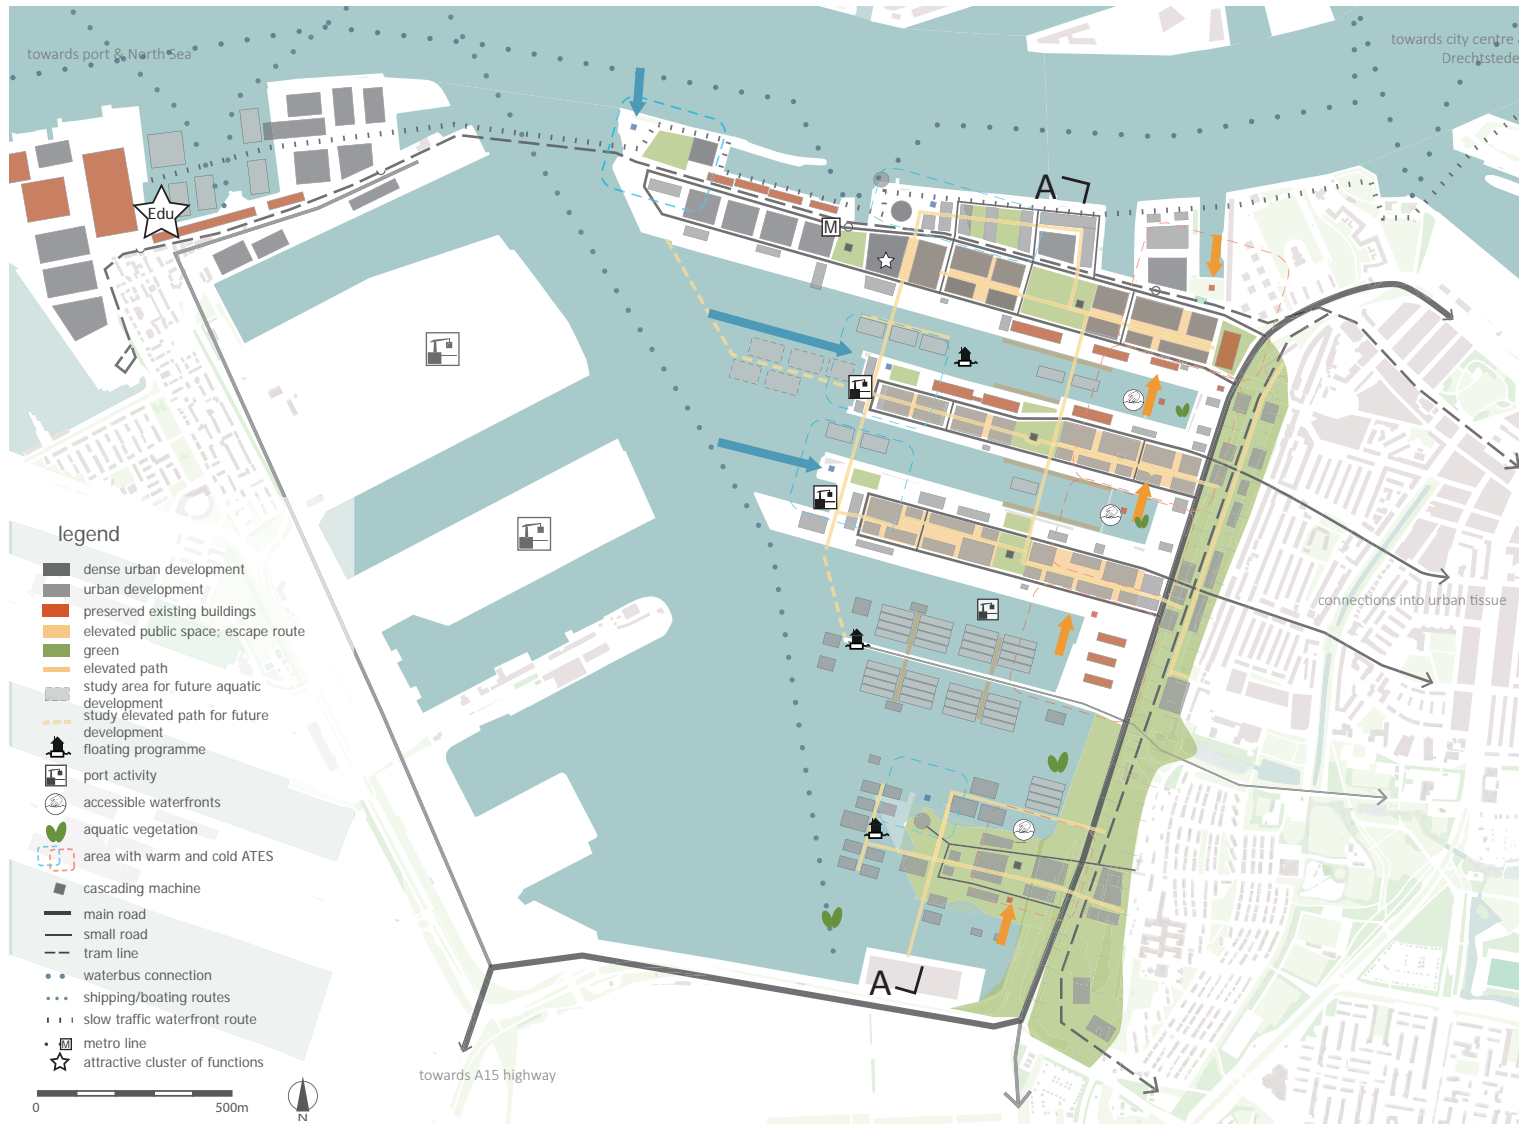 towards port & North Sea
towards city centre
Drechtstede
A
Edu
M
legend
dense urban development
urban development
preserved existing buildings
elevated public space; escape route
green
elevated path
study area for future aquatic
development
study elevated path for future
development
floating programme
port activity
accessible waterfronts
aquatic vegetation
area with warm and cold ATES
cascading machine
main road
small road
tram line
waterbus connection
shipping/boating routes
slow traffic waterfront route
M
metro line
attractive cluster of functions
0
500m
N
connections into urban tissue
A
towards A15 highway